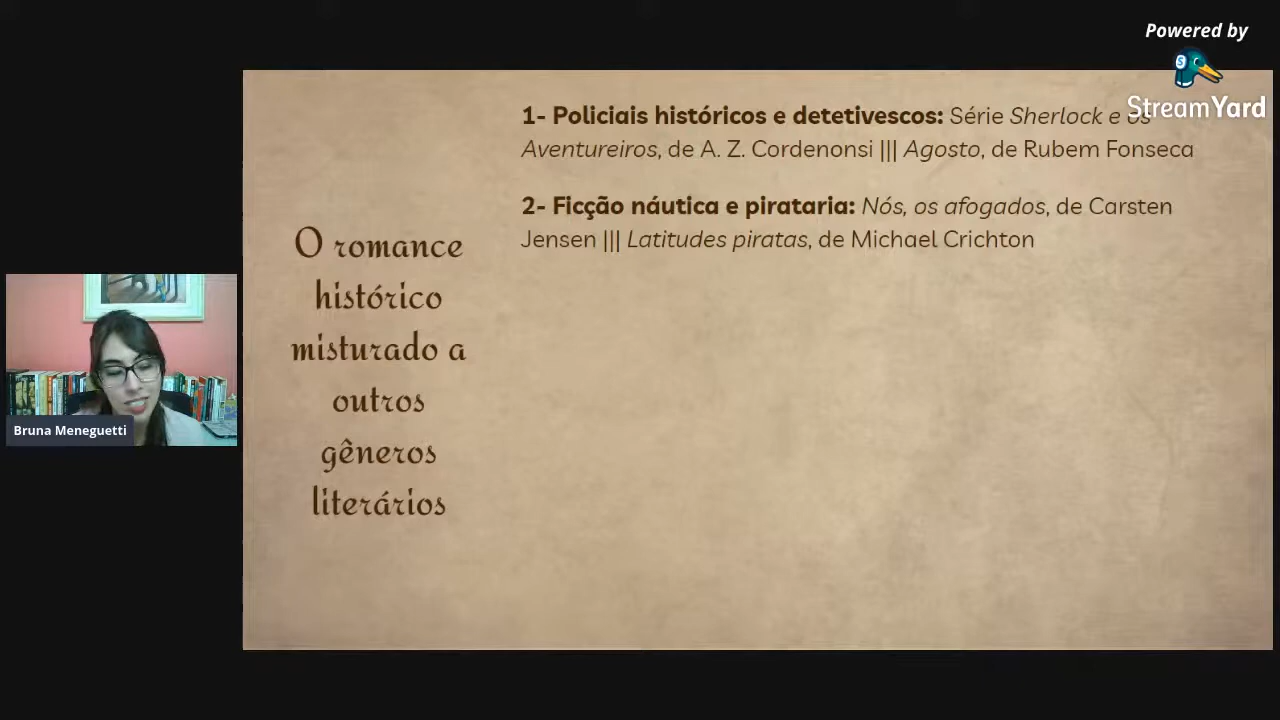 Powered by
StreamYard
1- Policiais históricos e detetivescos: Série Sherlock e os
Aventureiros, de A. Z. Cordenonsi ||| Agosto, de Rubem Fonseca
2- Ficção náutica e pirataria: Nós, os afogados, de Carsten
Jensen ||| Latitudes piratas, de Michael Crichton
O romance
histórico
misturado a
outros
gêneros
literários
Bruna Meneguetti